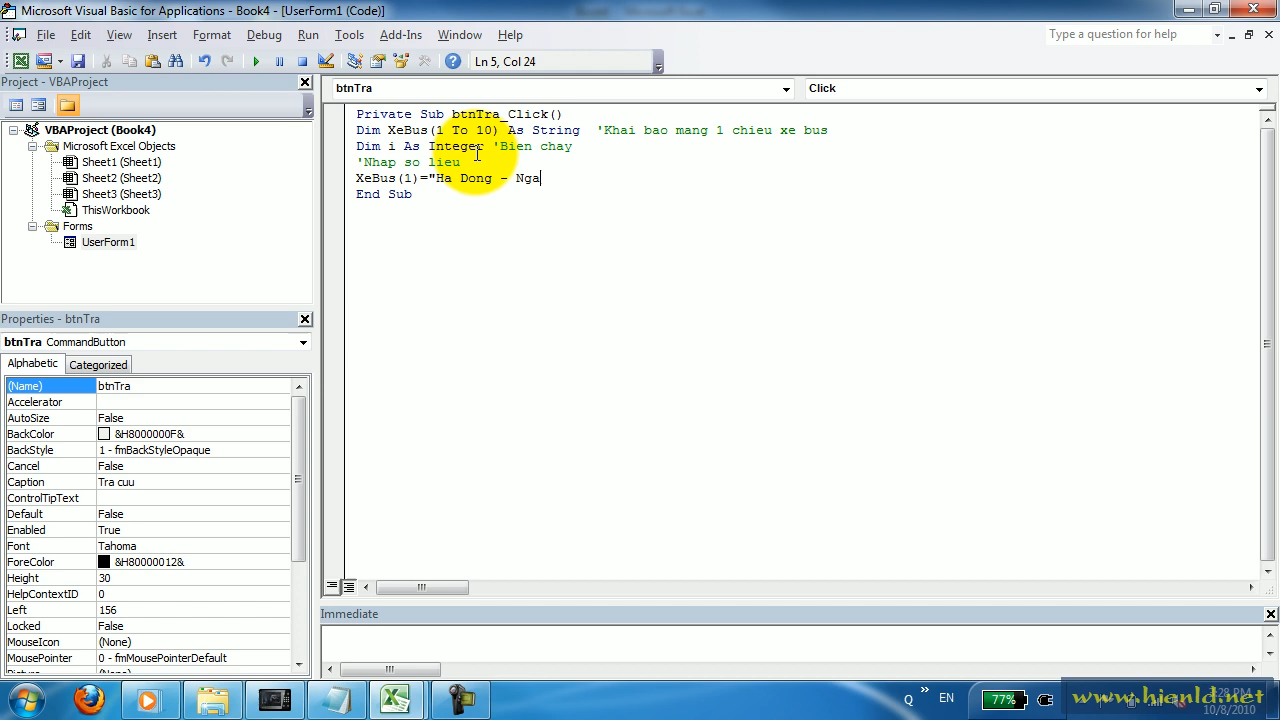 Microsoft Visual Basic for Applications - Book4 - [UserForm1 (Code)]
File Edit View Insert Format Debug Run Tools Add-Ins Window Help
Type a question for help
Ln 5, Col 24
Project - VBAProject
btnTra
Click
VBAProject (Book4)
Microsoft Excel Objects
Sheet1 (Sheet1)
Sheet2 (Sheet2)
Sheet3 (Sheet3)
ThisWorkbook
Forms
UserForm1
Private Sub btnTra_Click()
Dim XeBus(1 To 10) As String 'Khai bao mang 1 chieu xe bus
Dim i As Integer 'Bien chay
'Nhap so lieu
XeBus(1)="Ha Dong - Nga
End Sub
Properties - btnTra
btnTra CommandButton
Alphabetic Categorized
(Name) btnTra
Accelerator
AutoSize False
BackColor &H8000000F&
BackStyle 1 - fmBackStyleOpaque
Cancel False
Caption Tra cuu
ControlTipText
Default False
Enabled True
Font Tahoma
ForeColor &H80000012&
Height 30
HelpContextID 0
Left 156
Locked False
MouseIcon (None)
MousePointer 0 - fmMousePointerDefault
Immediate
EN
77%
www.hianld.net
10/8/2010